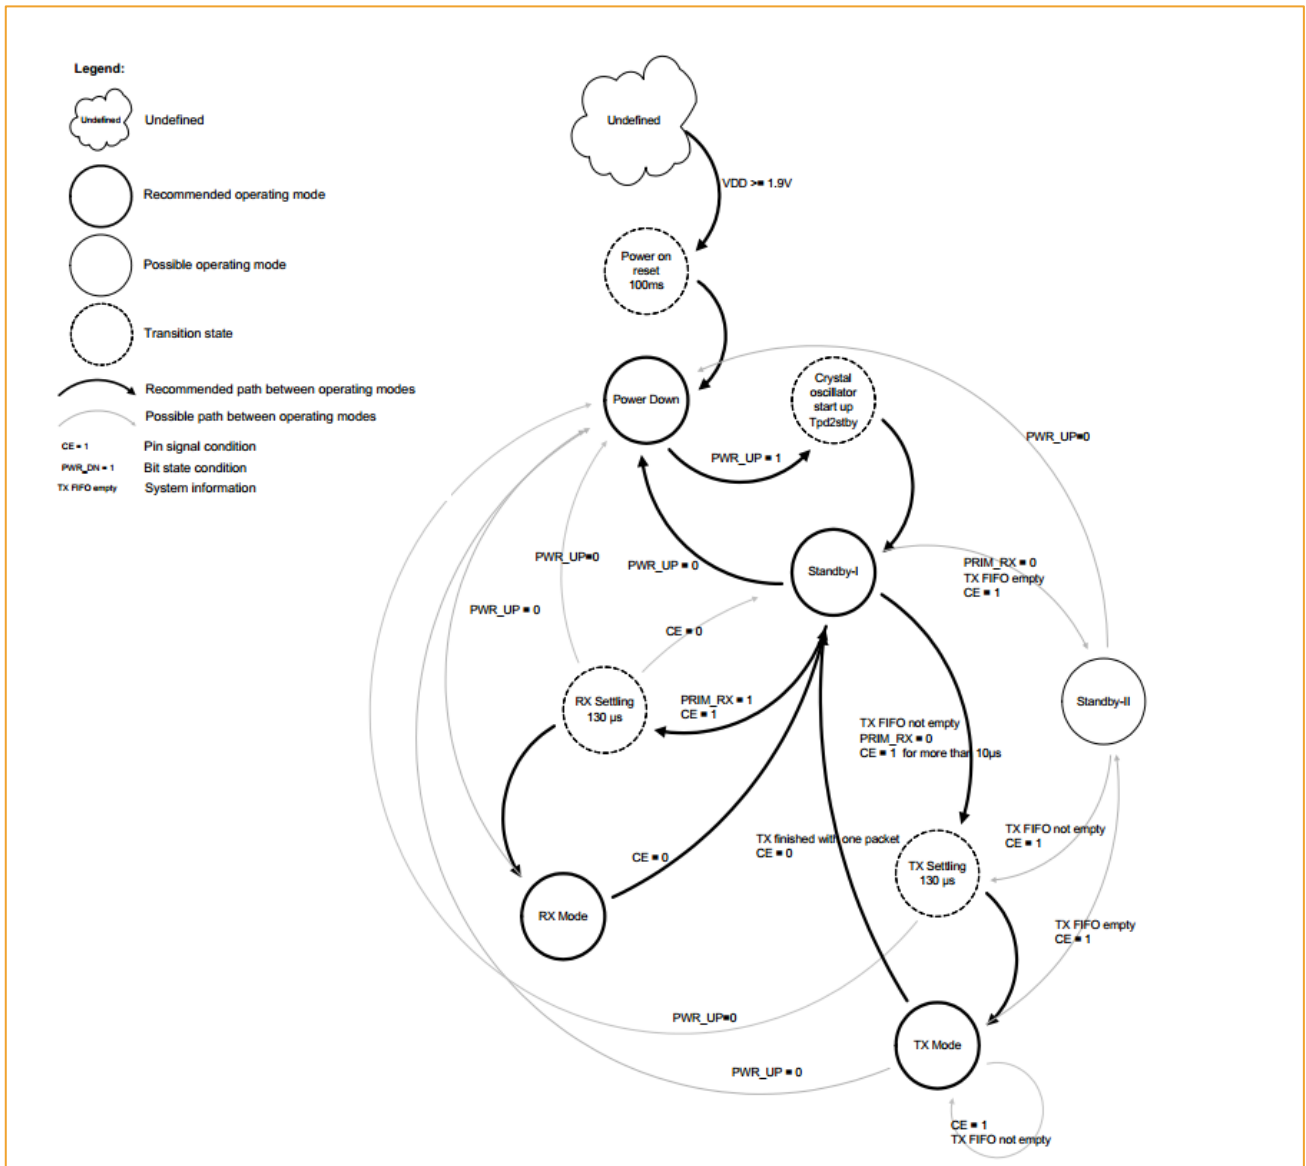 Legend:
Undefined
Undefined
Recommended operating mode
Possible operating mode
Transition state
Recommended path between operating modes
Possible path between operating modes
CE = 1
Pin signal condition
PWR_DN = 1
Bit state condition
TX FIFO empty
System information
Undefined
VDD >= 1.9V
Power on
reset
100ms
Power Down
Crystal
oscillator
start up
Tpd2stby
PWR_UP=0
PWR_UP = 1
PWR_UP=0
PWR_UP = 0
Standby-I
PRIM_RX = 0
TX FIFO empty
CE = 1
PWR_UP = 0
CE = 0
RX Settling
130 µs
PRIM_RX = 1
CE = 1
Standby-II
TX FIFO not empty
PRIM_RX = 0
CE = 1 for more than 10µs
TX finished with one packet
CE = 0
CE = 0
TX FIFO not empty
CE = 1
TX Settling
130 µs
RX Mode
TX FIFO empty
CE = 1
PWR_UP=0
TX Mode
PWR_UP = 0
CE = 1
TX FIFO not empty